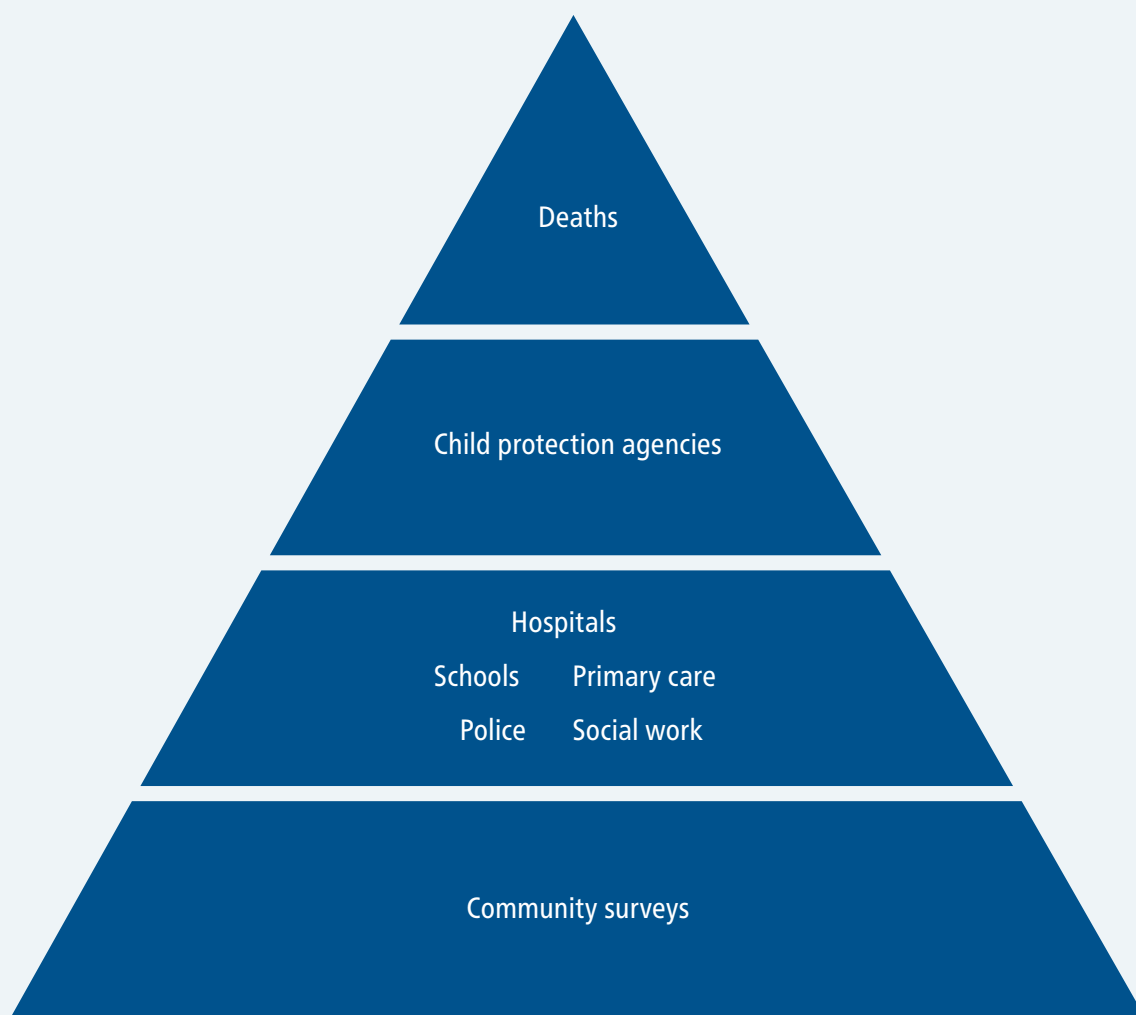 Deaths
Child protection agencies
Hospitals
Schools Primary care
Police Social work
Community surveys